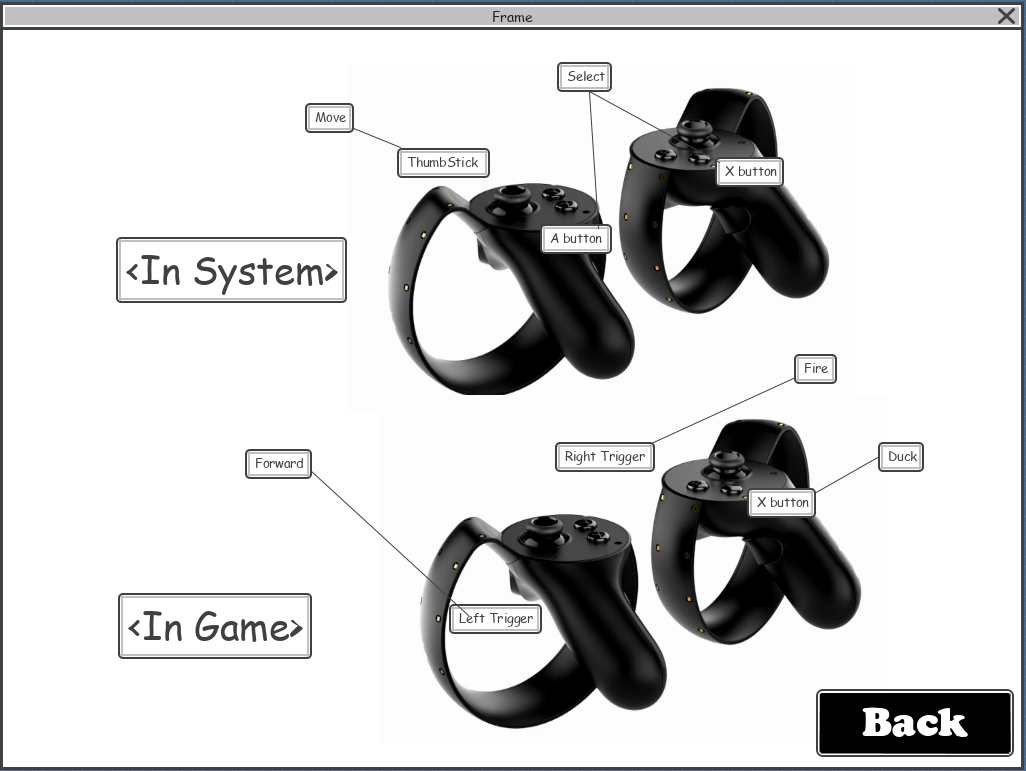 Frame
Select
Move
ThumbStick
X button
A button
<In System>
Fire
Forward
Right Trigger
Duck
X button
<In Game>
Left Trigger
Back